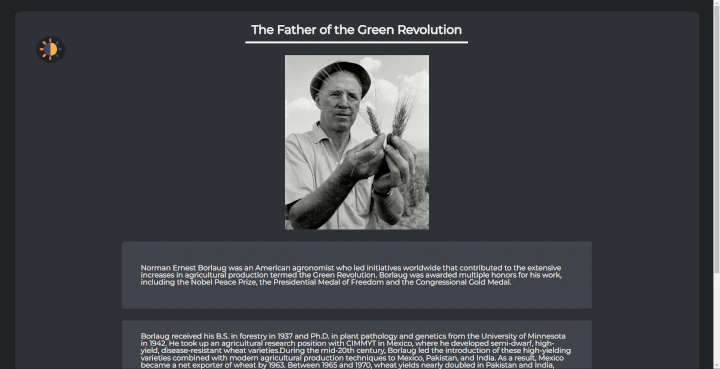 The Father of the Green Revolution
Norman Ernest Borlaug was an American agronomist who led initiatives worldwide that contributed to the extensive
increases in agricultural production termed the Green Revolution. Borlaug was awarded multiple honors for his work,
including the Nobel Peace Prize, the Presidential Medal of Freedom and the Congressional Gold Medal.
Borlaug received his B.S. in forestry in 1937 and Ph.D. in plant pathology and genetics from the University of Minnesota
in 1942. He took up an agricultural research position with CIMMYT in Mexico, where he developed semi-dwarf, high-
yield, disease-resistant wheat varieties.During the mid-20th century, Borlaug led the introduction of these high-yielding
varieties combined with modern agricultural production techniques to Mexico, Pakistan, and India. As a result, Mexico
became a net exporter of wheat by 1963. Between 1965 and 1970, wheat yields nearly doubled in Pakistan and India,